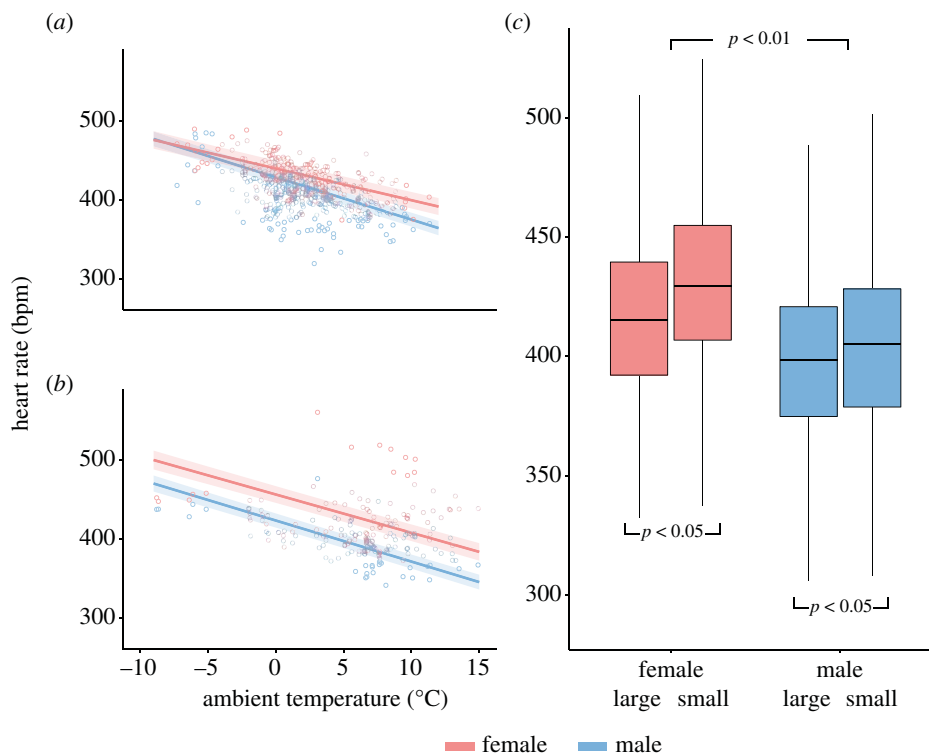 (a)
500
400
300
heart rate (bpm)
(b)
500
400
300
–10 –5 0 5 10 15
ambient temperature (°C)
(c)
p < 0.01
500
450
400
350
300
p < 0.05
p < 0.05
female male
large small large small
female male